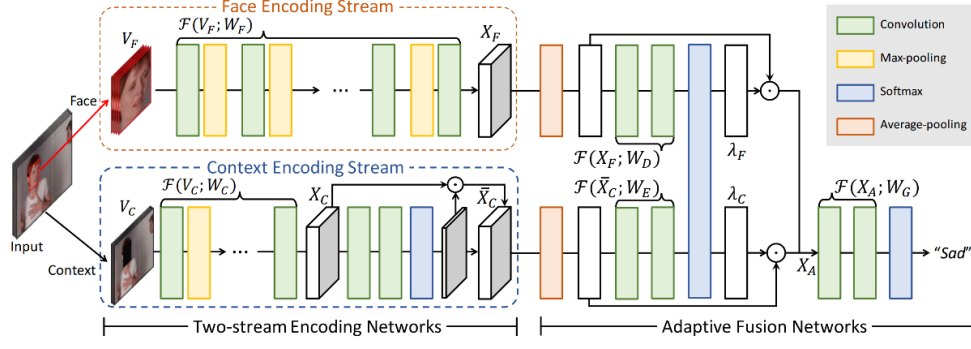 Face Encoding Stream
V_F
F(V_F; W_F)
...
X_F
Face
Input
Context
Context Encoding Stream
V_C
F(V_C; W_C)
...
X_C
X̄_C
F(X_F; W_D)
F(X̄_C; W_E)
λ_F
λ_C
X_A
F(X_A; W_G)
"Sad"
Convolution
Max-pooling
Softmax
Average-pooling
Two-stream Encoding Networks
Adaptive Fusion Networks